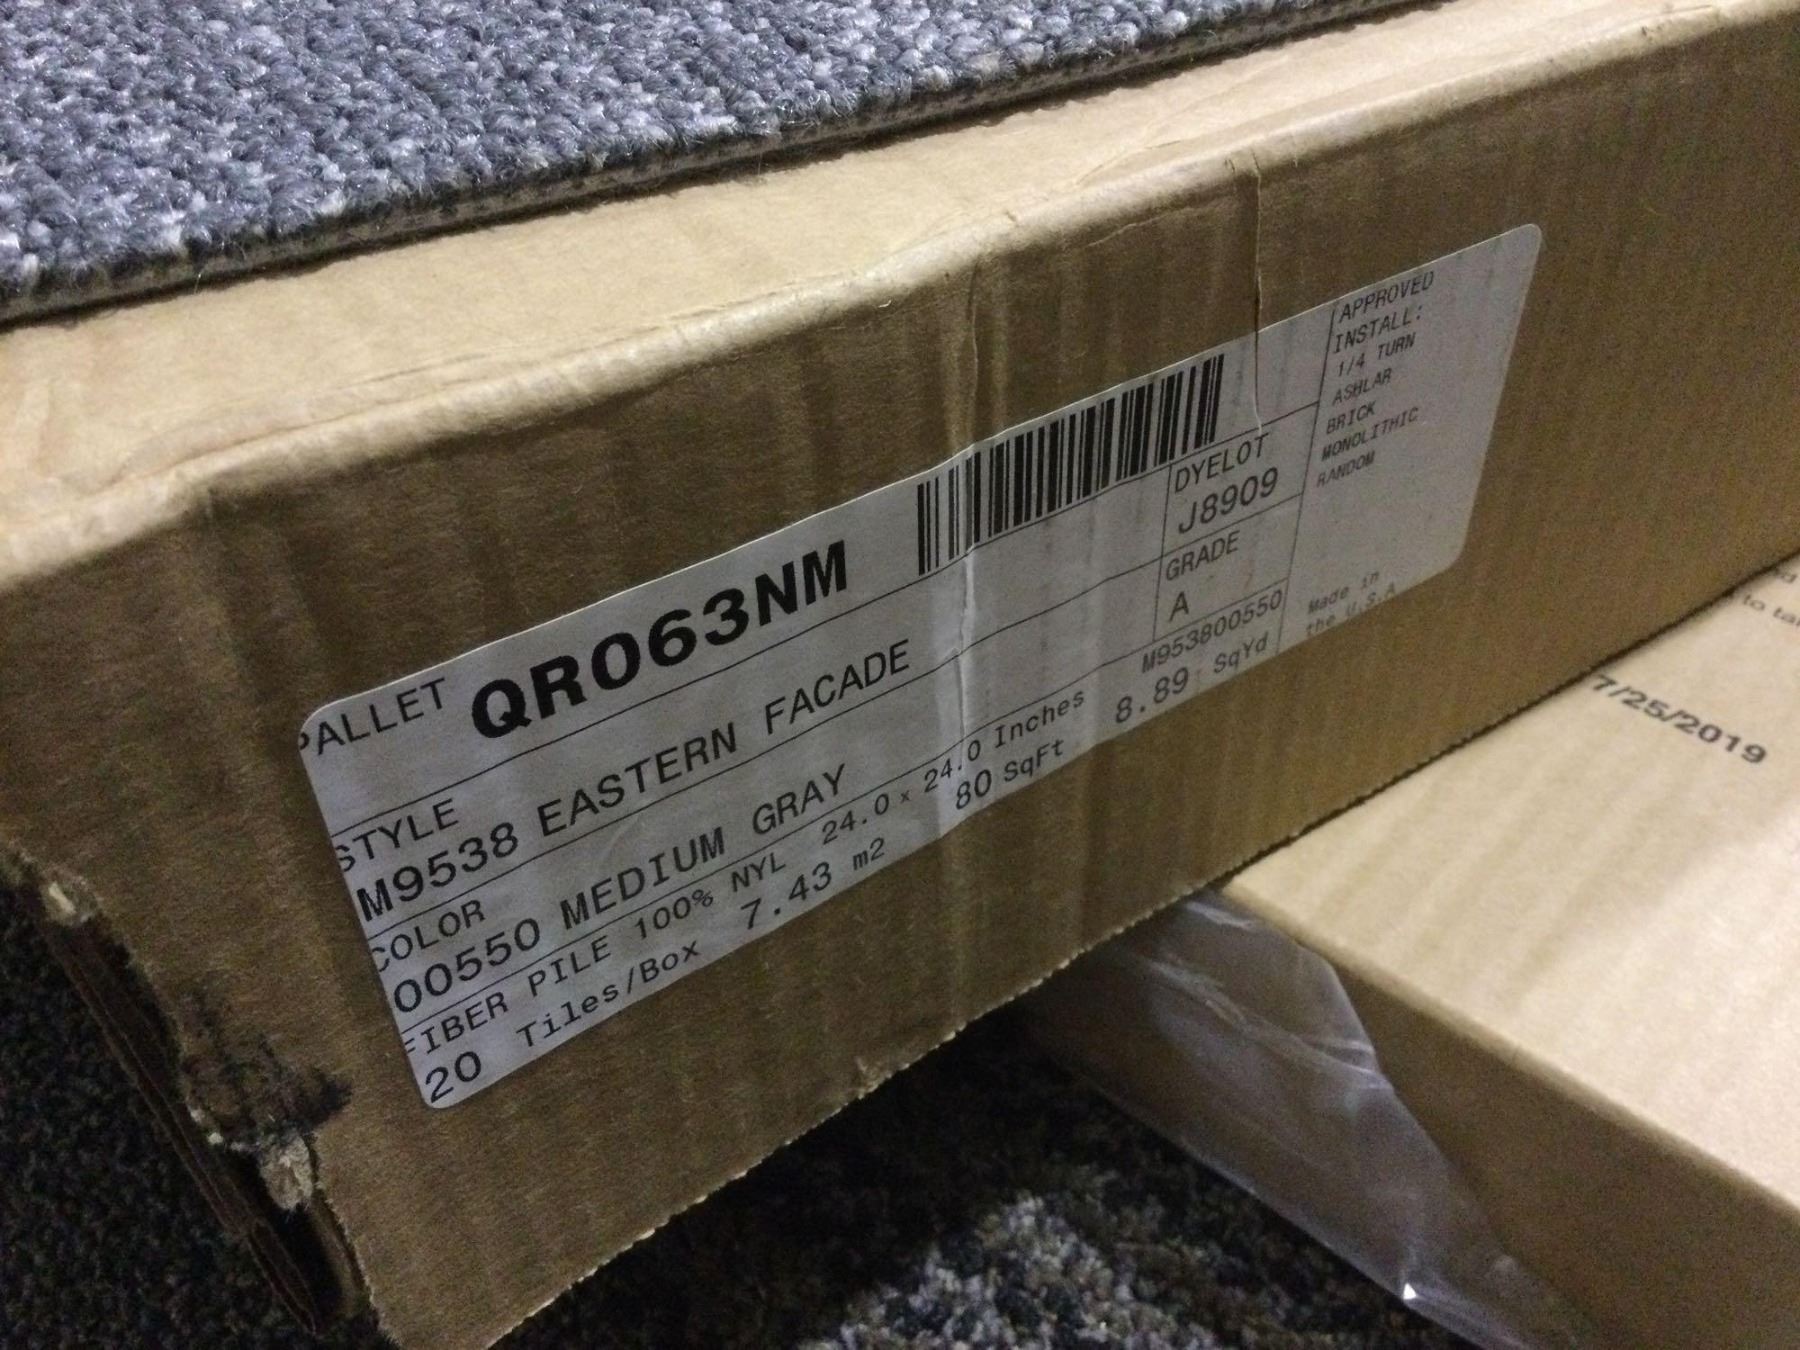 PALLET QR063NM
STYLE
M9538 EASTERN FACADE
COLOR
00550 MEDIUM GRAY
FIBER PILE 100% NYL 24.0 x 24.0 Inches
20 Tiles/Box 7.43 m2 80 SqFt 8.89 SqYd
DYELOT
J8909
GRADE
A
M953800550
APPROVED
INSTALL:
1/4 TURN
ASHLAR
BRICK
MONOLITHIC
RANDOM
Made in
the U.S.A
to
7/25/2019